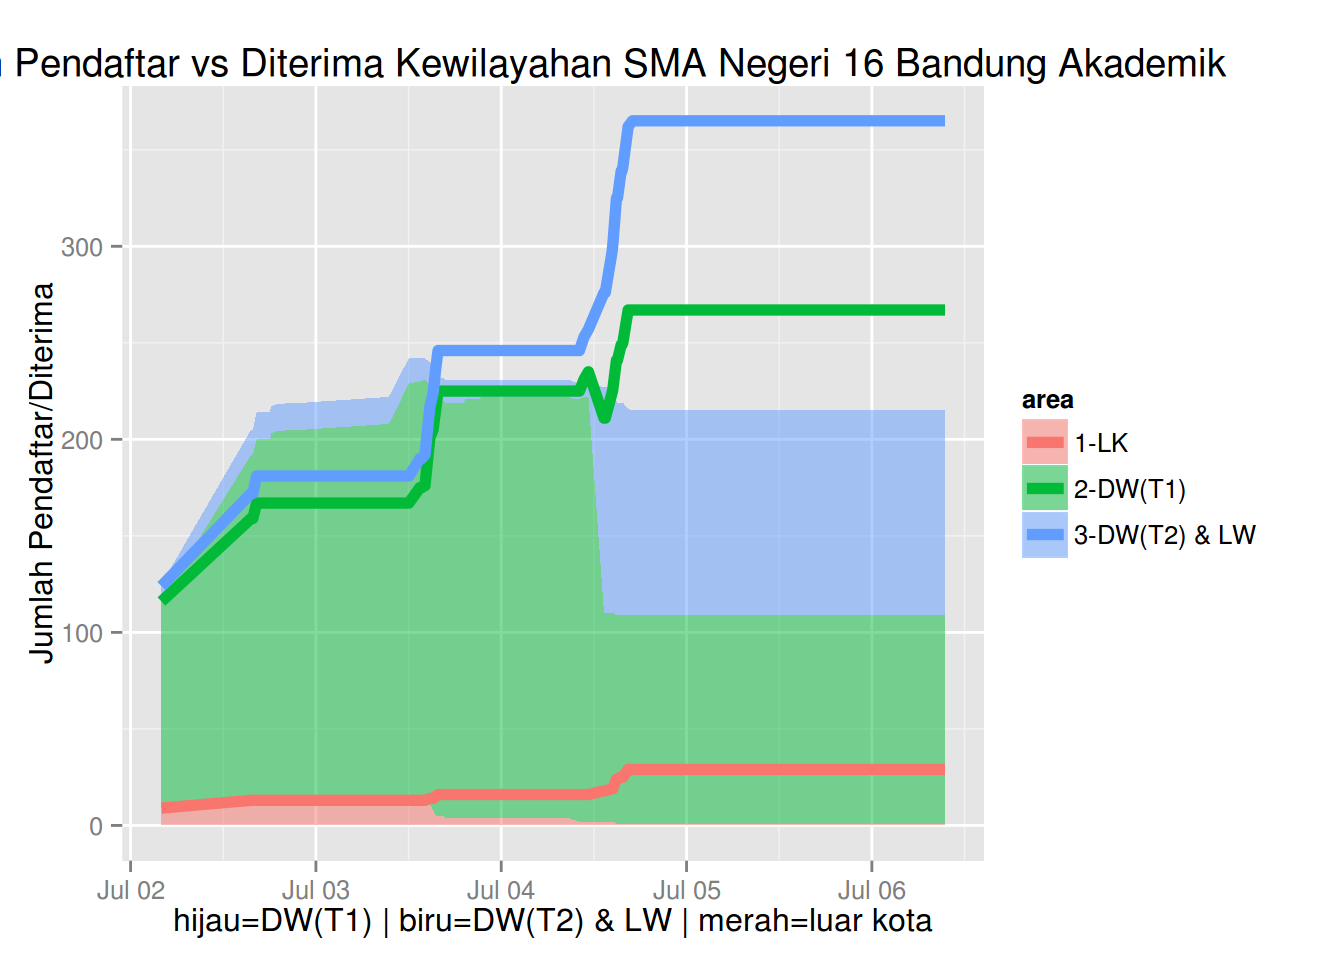 Pendaftar vs Diterima Kewilayahan SMA Negeri 16 Bandung Akademik
Jumlah Pendaftar/Diterima
300
200
100
0
Jul 02 Jul 03 Jul 04 Jul 05 Jul 06
hijau=DW(T1) | biru=DW(T2) & LW | merah=luar kota
area
1-LK
2-DW(T1)
3-DW(T2) & LW